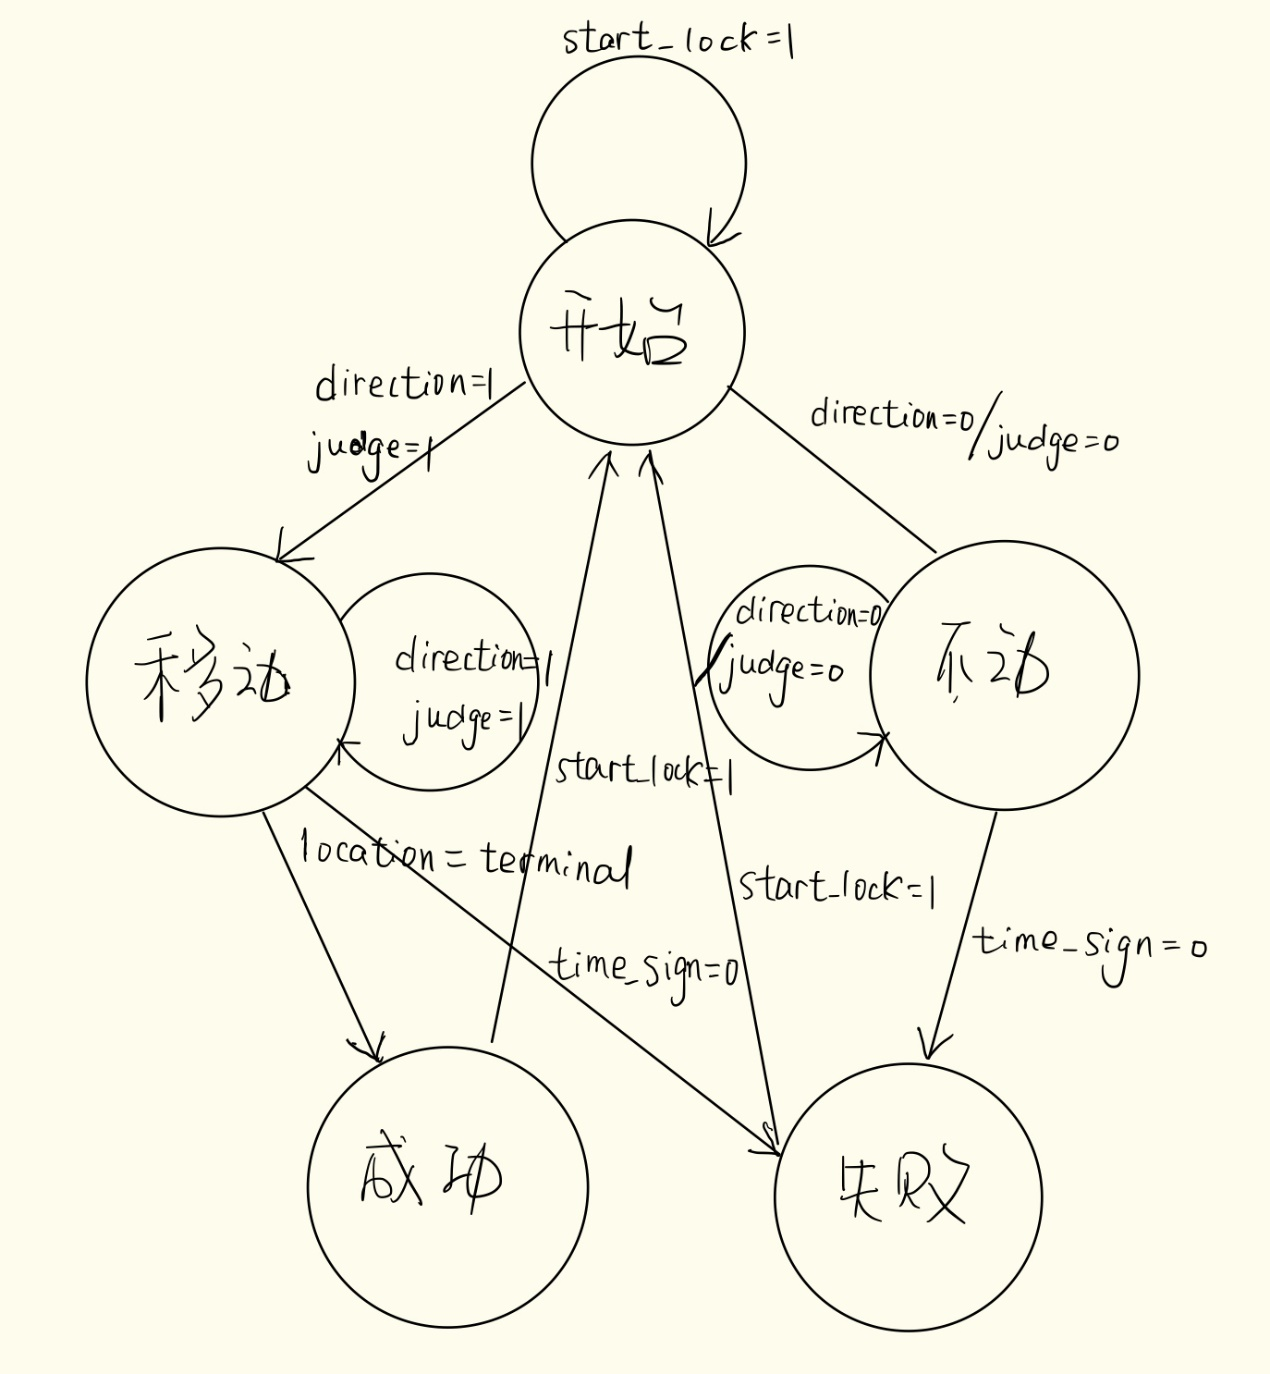 start_lock=1
开始
direction=1
judge=1
direction=0/judge=0
移动
direction=1
judge=1
direction=0
/judge=0
不动
start_lock=1
location=terminal
start_lock=1
time_sign=0
time_sign=0
成功
失败